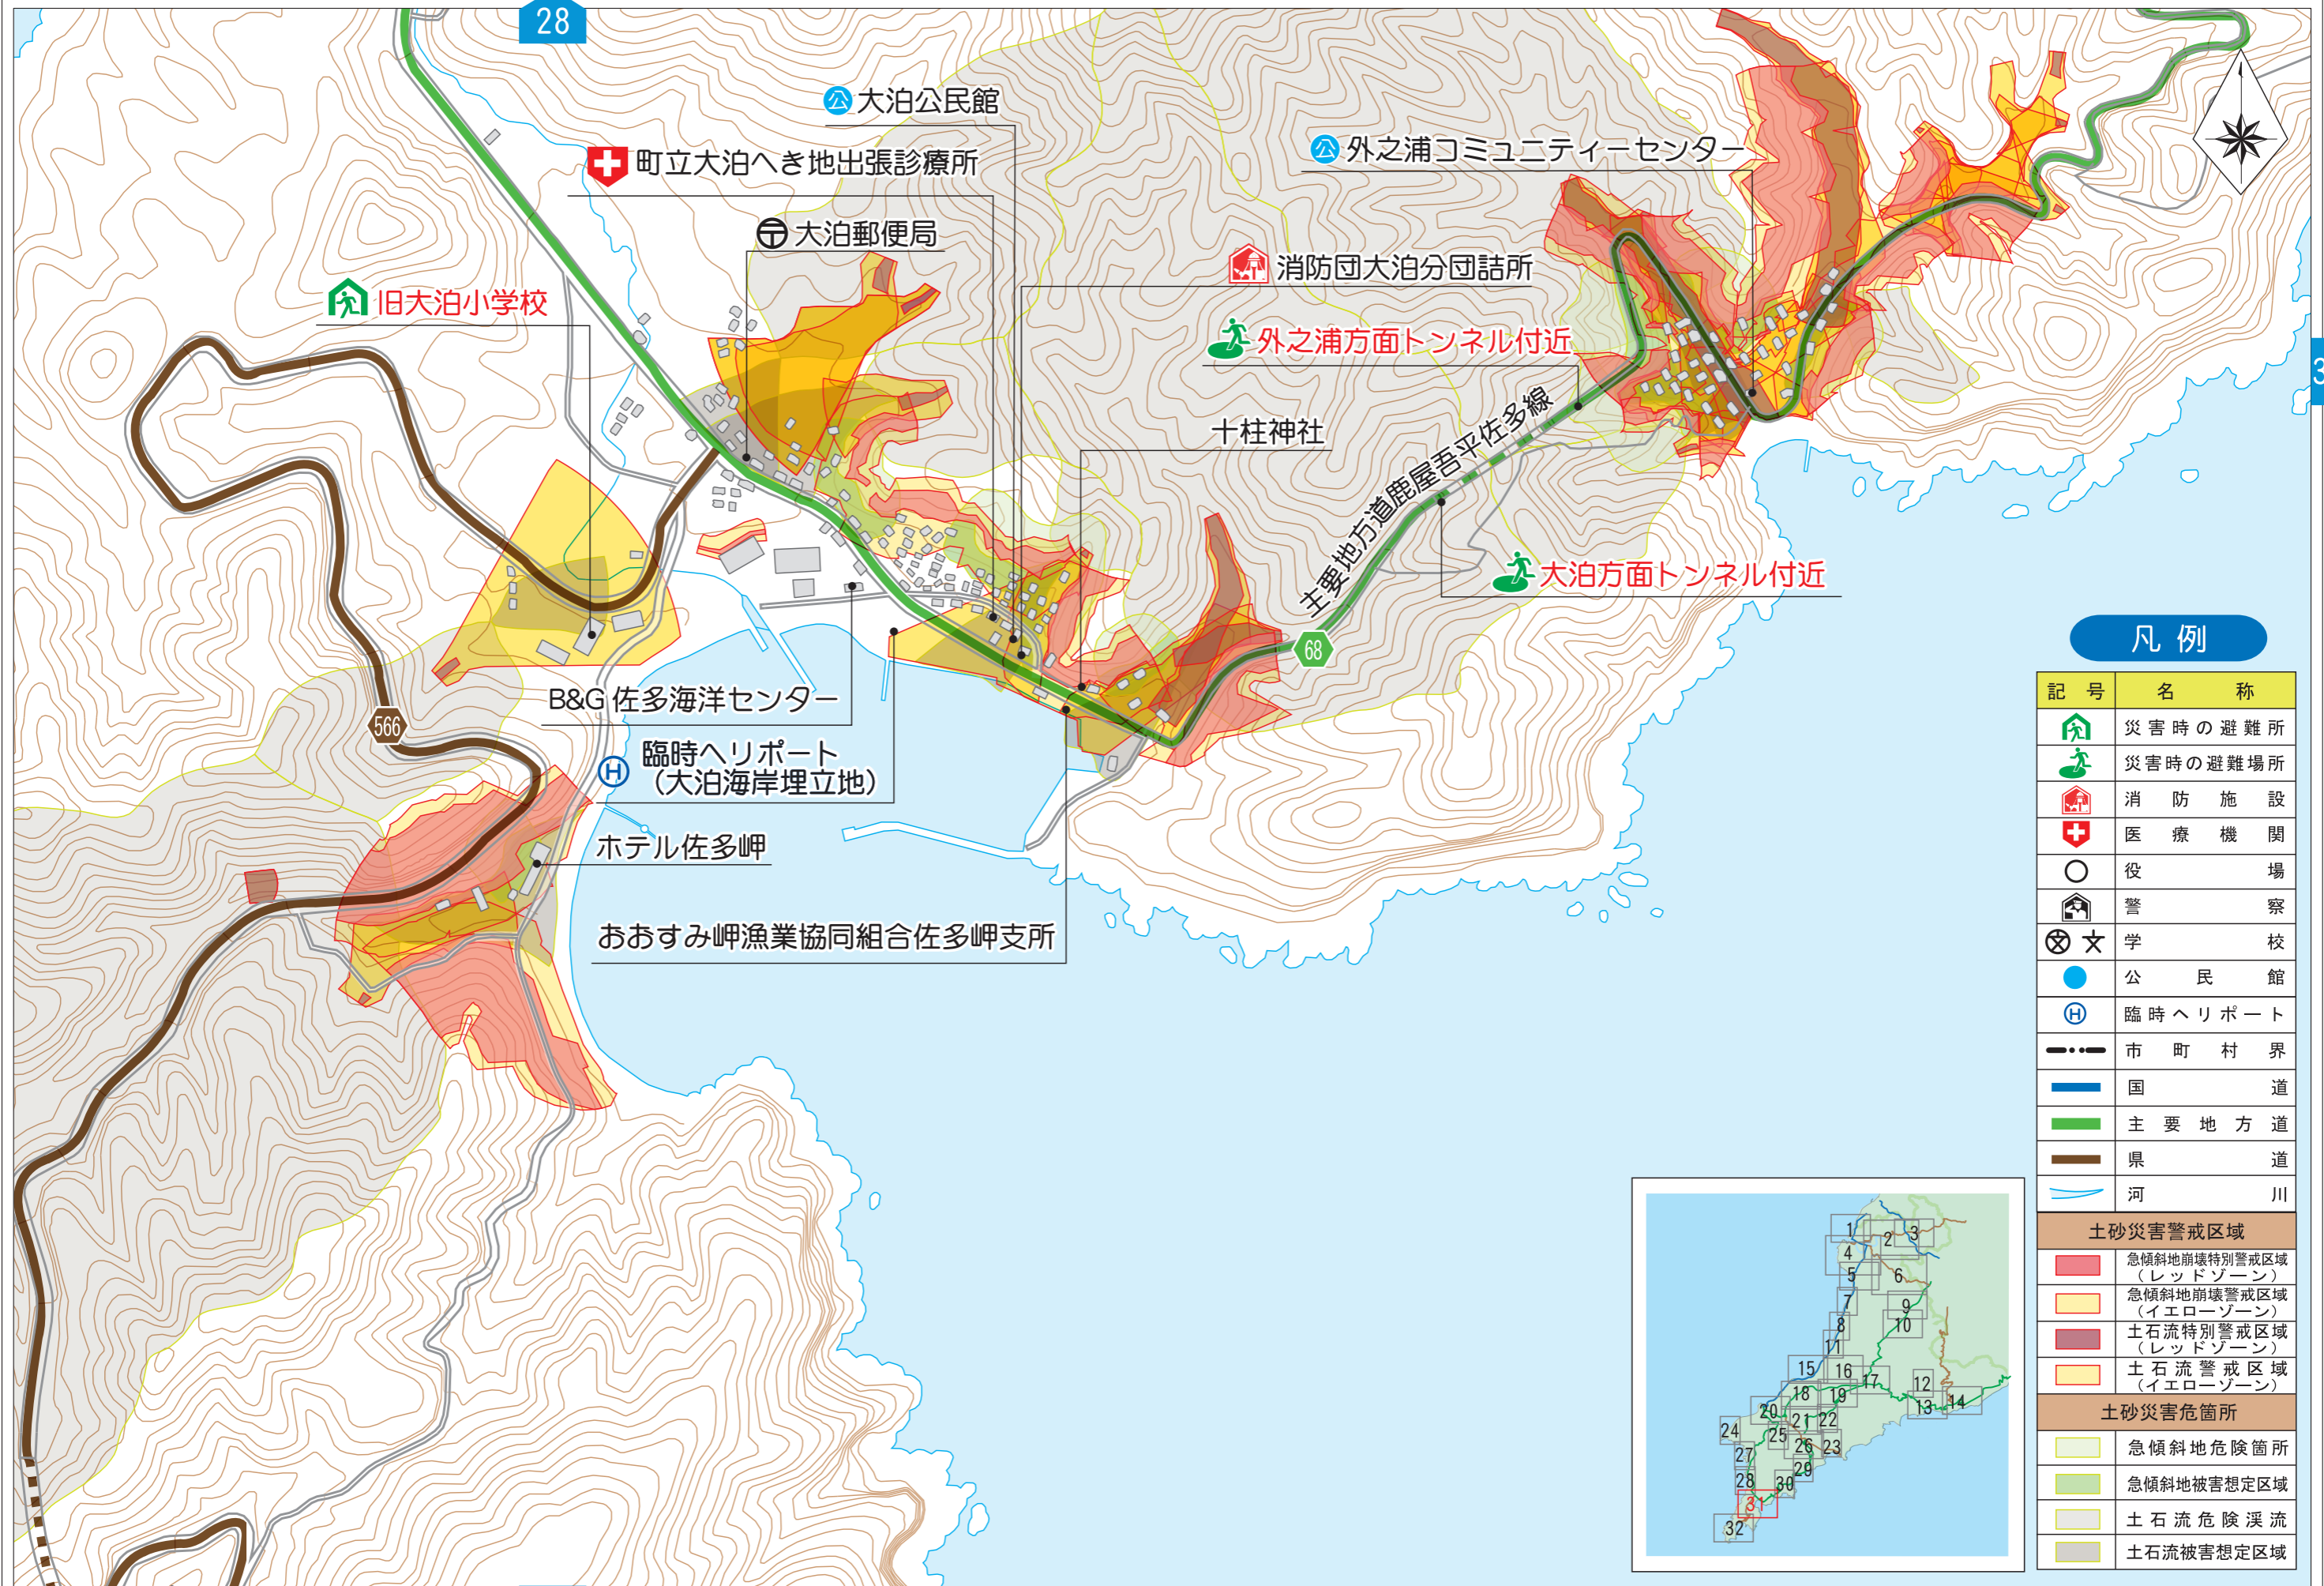 28
公 大泊公民館
町立大泊へき地出張診療所
公 外之浦コミュニティーセンター
大泊郵便局
消防団大泊分団詰所
旧大泊小学校
外之浦方面トンネル付近
3
十柱神社
主要地方道鹿屋吾平佐多線
大泊方面トンネル付近
68
B&G 佐多海洋センター
566
H 臨時ヘリポート
（大泊海岸埋立地）
ホテル佐多岬
おおすみ岬漁業協同組合佐多岬支所
凡例
記号 名称
災害時の避難所
災害時の避難場所
消防施設
医療機関
役場
警察
文 文 学校
公民館
H 臨時ヘリポート
市町村界
国道
主要地方道
県道
河川
土砂災害警戒区域
急傾斜地崩壊特別警戒区域
（レッドゾーン）
急傾斜地崩壊警戒区域
（イエローゾーン）
土石流特別警戒区域
（レッドゾーン）
土石流警戒区域
（イエローゾーン）
土砂災害危箇所
急傾斜地危険箇所
急傾斜地被害想定区域
土石流危険渓流
土石流被害想定区域
1
2
3
4
5
6
7
8
9
10
11
15
16
17
12
18
19
13
14
20
21
22
24
25
26
23
27
29
28
30
31
32